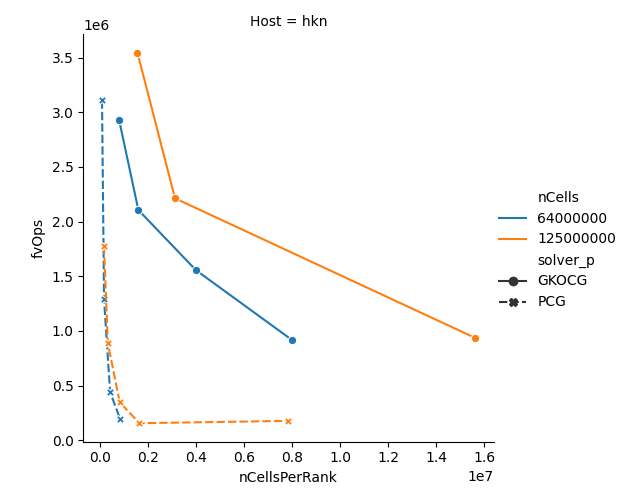 Host = hkn
1e6
3.5
3.0
2.5
2.0
1.5
1.0
0.5
0.0
fvOps
0.0 0.2 0.4 0.6 0.8 1.0 1.2 1.4 1.6
1e7
nCellsPerRank
nCells
64000000
125000000
solver_p
GKOCG
PCG